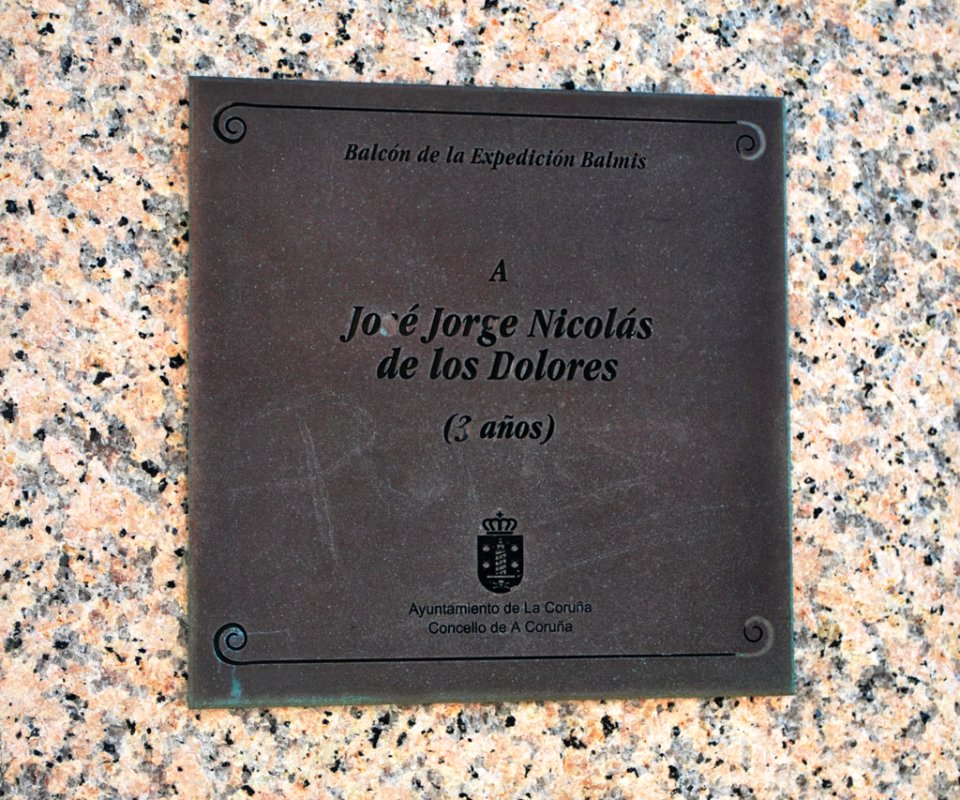 Balcón de la Expedición Balmis
A
José Jorge Nicolás
de los Dolores
(3 años)
Ayuntamiento de La Coruña
Concello de A Coruña